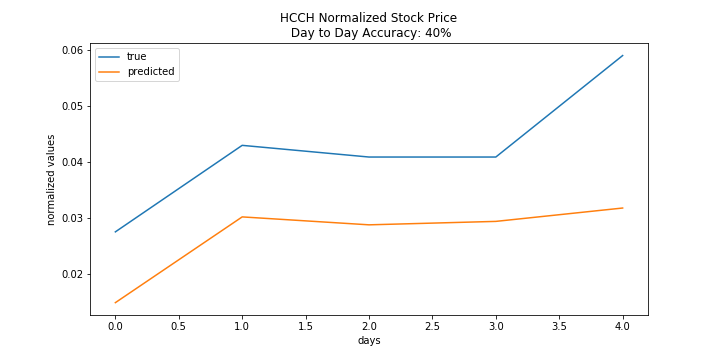 HCCH Normalized Stock Price
Day to Day Accuracy: 40%
true
predicted
normalized values
0.06
0.05
0.04
0.03
0.02
0.0
0.5
1.0
1.5
2.0
2.5
3.0
3.5
4.0
days